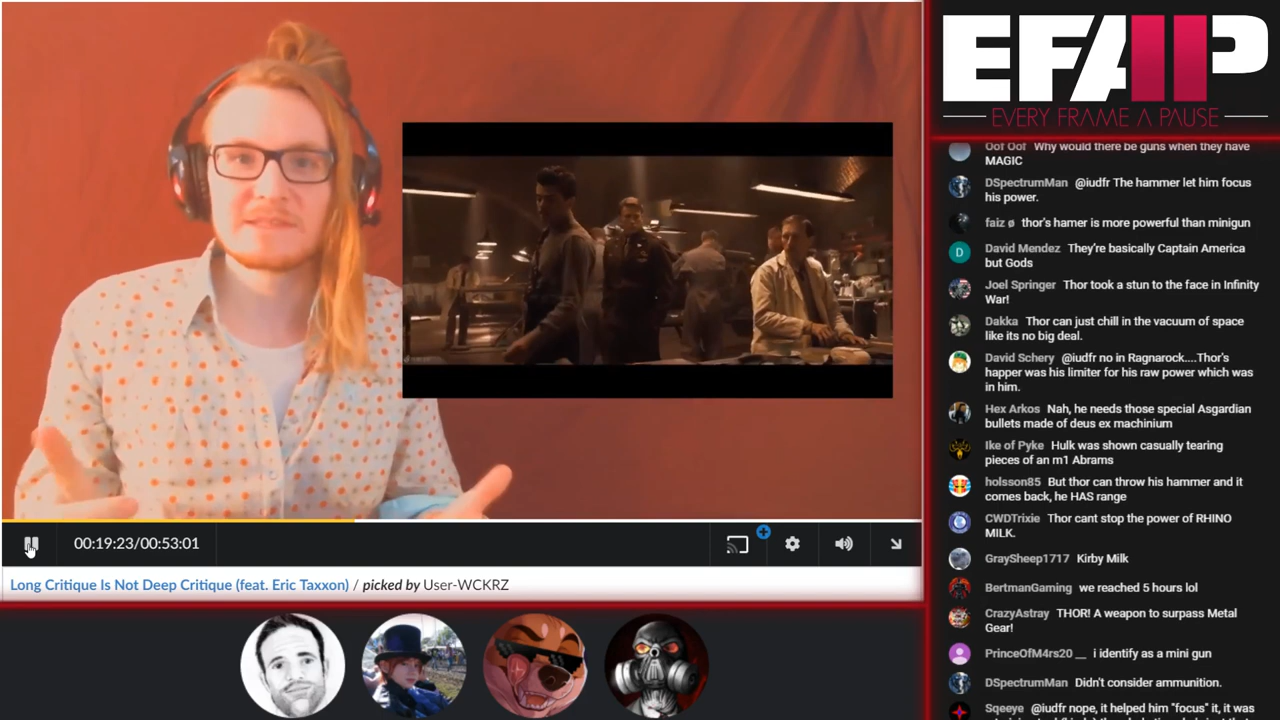 EFAP
EVERY FRAME A PAUSE
Oof Oof Why would there be guns when they have
MAGIC
DSpectrumMan @iudfr The hammer let him focus
his power.
faiz ø thor's hamer is more powerful than minigun
D
David Mendez They're basically Captain America
but Gods
Joel Springer Thor took a stun to the face in Infinity
War!
Dakka Thor can just chill in the vacuum of space
like its no big deal.
David Schery @iudfr no in Ragnarock....Thor's
happer was his limiter for his raw power which was
in him.
Hex Arkos Nah, he needs those special Asgardian
bullets made of deus ex machinium
Ike of Pyke Hulk was shown casually tearing
pieces of an m1 Abrams
holsson85 But thor can throw his hammer and it
comes back, he HAS range
CWDTrixie Thor cant stop the power of RHINO
MILK.
GraySheep1717 Kirby Milk
BertmanGaming we reached 5 hours lol
CrazyAstray THOR! A weapon to surpass Metal
Gear!
PrinceOfM4rs20 __ i identify as a mini gun
DSpectrumMan Didn't consider ammunition.
Sqeeye @iudfr nope, it helped him "focus" it, it was
00:19:23/00:53:01
Long Critique Is Not Deep Critique (feat. Eric Taxxon) / picked by User-WCKRZ